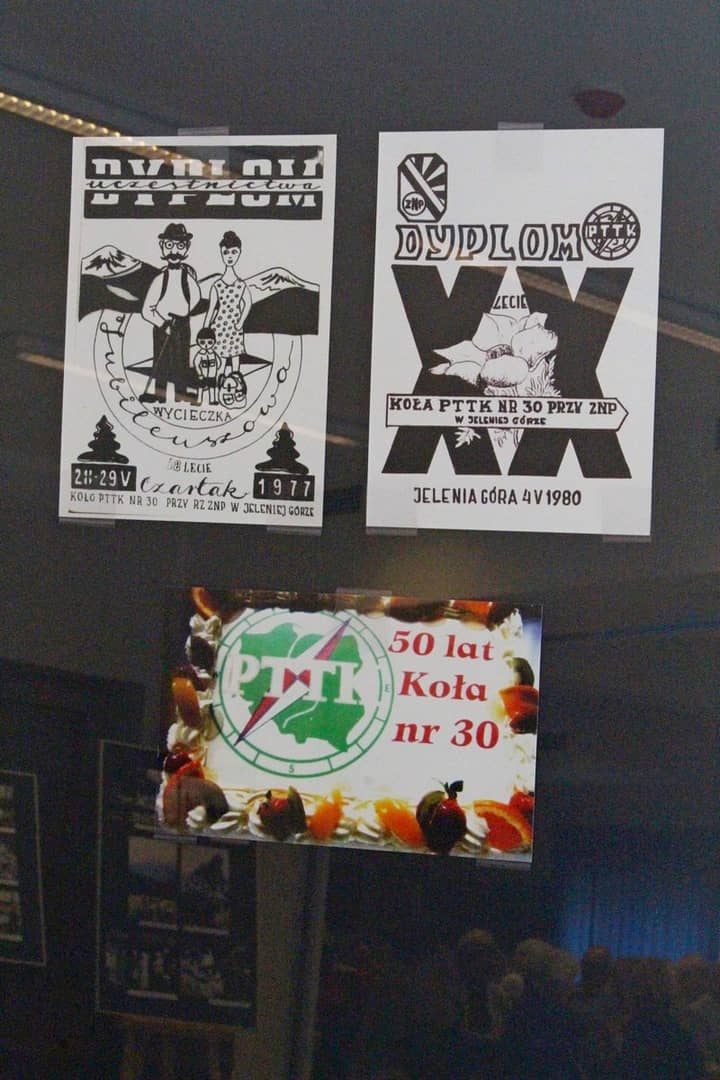 DYPLOM
uczestnictwa
WYCIECZKA
Jubileuszowa
18 LECIE
28-29 V Czartak 1977
KOŁO PTTK NR 30 PRZY RZ ZNP W JELENIEJ GÓRZE
ZNP
DYPLOM PTTK
XX
LECIE
KOŁA PTTK NR 30 PRZY ZNP
W JELENIEJ GÓRZE
JELENIA GÓRA 4 V 1980
PTTK
E
S
50 lat
Koła
nr 30